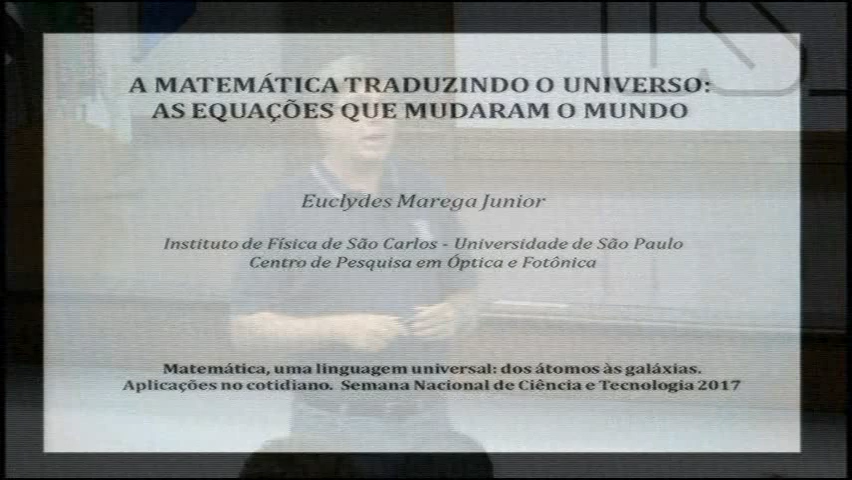 A MATEMÁTICA TRADUZINDO O UNIVERSO:
AS EQUAÇÕES QUE MUDARAM O MUNDO
Euclydes Marega Junior
Instituto de Física de São Carlos - Universidade de São Paulo
Centro de Pesquisa em Óptica e Fotônica
Matemática, uma linguagem universal: dos átomos às galáxias.
Aplicações no cotidiano. Semana Nacional de Ciência e Tecnologia 2017